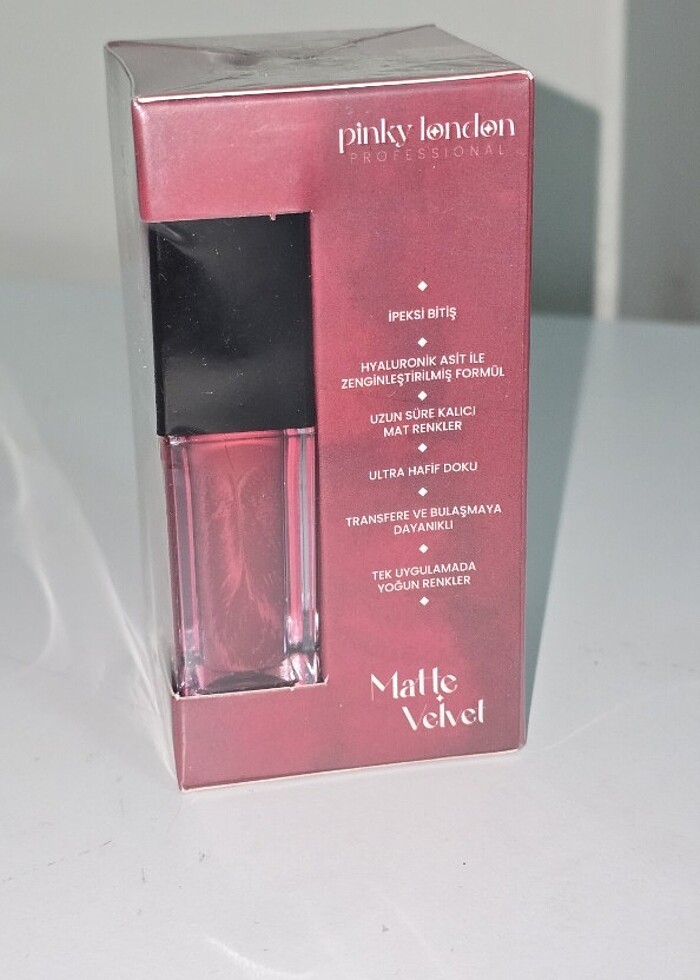 pinky london
PROFESSIONAL
İPEKSİ BİTİŞ
HYALURONİK ASİT İLE
ZENGİNLEŞTİRİLMİŞ FORMÜL
UZUN SÜRE KALICI
MAT RENKLER
ULTRA HAFİF DOKU
TRANSFERE VE BULAŞMAYA
DAYANIKLI
TEK UYGULAMADA
YOĞUN RENKLER
Matte
Velvet